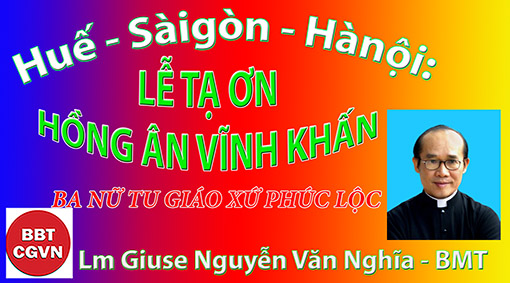 Huế - Sàigòn - Hànội:
LỄ TẠ ƠN
HỒNG ÂN VĨNH KHẤN
BA NỮ TU GIÁO XỨ PHÚC LỘC
BBT
CGVN
Lm Giuse Nguyễn Văn Nghĩa - BMT